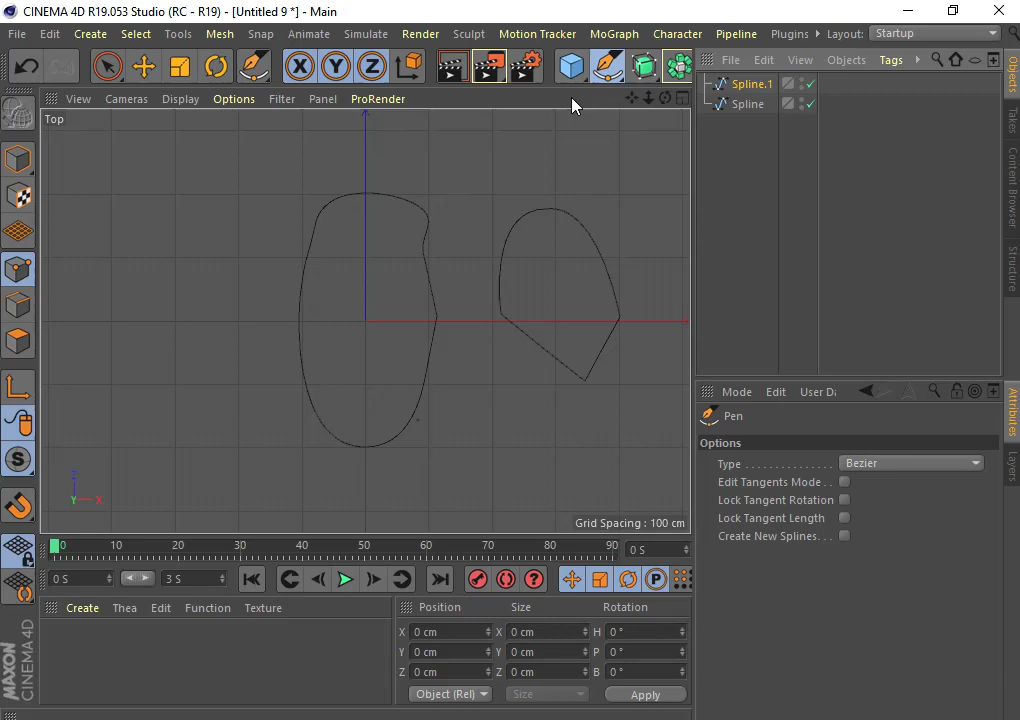 CINEMA 4D R19.053 Studio (RC - R19) - [Untitled 9 *] - Main
File Edit Create Select Tools Mesh Snap Animate Simulate Render Sculpt Motion Tracker MoGraph Character Pipeline Plugins Layout: Startup
X Y Z
File Edit View Objects Tags
View Cameras Display Options Filter Panel ProRender
Top
Spline.1
Spline
Objects
Takes
Content Browser
Structure
Z
Y X
Grid Spacing : 100 cm
Mode Edit User Da
Pen
Options
Type Bezier
Edit Tangents Mode
Lock Tangent Rotation
Lock Tangent Length
Create New Splines
Attributes
Layers
S
0 10 20 30 40 50 60 70 80 90 0 S
0 S 3 S P
Create Thea Edit Function Texture
Position Size Rotation
X 0 cm X 0 cm H 0 °
Y 0 cm Y 0 cm P 0 °
Z 0 cm Z 0 cm B 0 °
Object (Rel) Size Apply
MAXON
CINEMA 4D